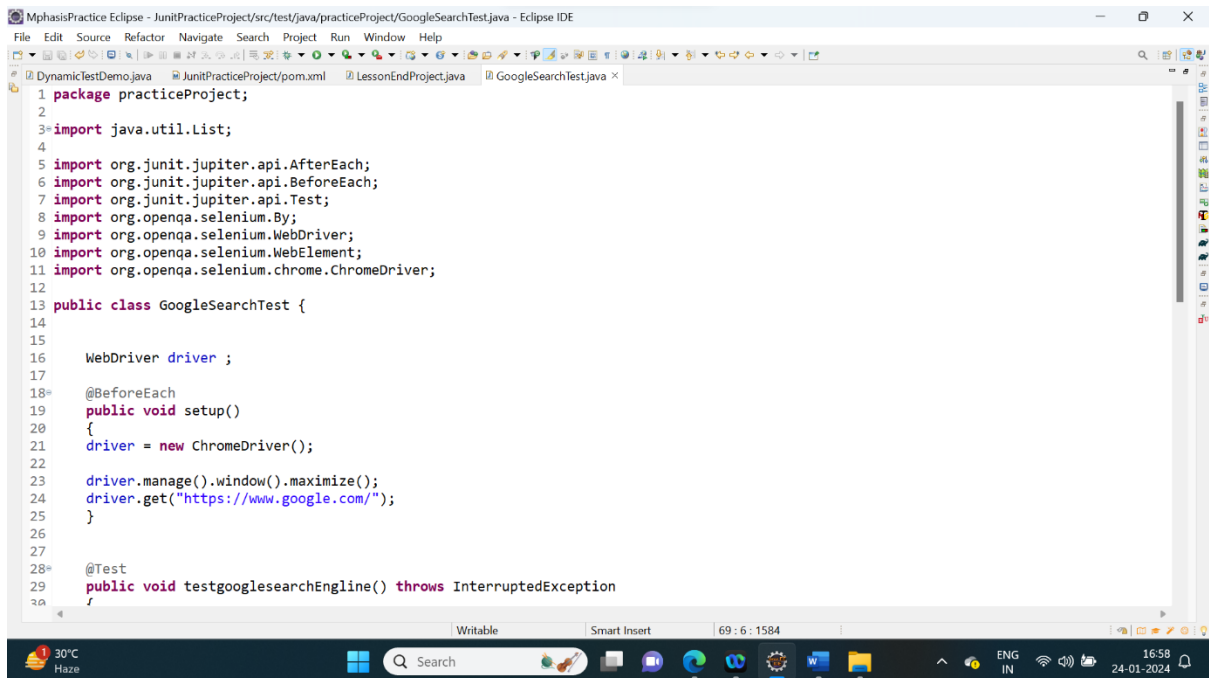 MphasisPractice Eclipse - JunitPracticeProject/src/test/java/practiceProject/GoogleSearchTest.java - Eclipse IDE
File Edit Source Refactor Navigate Search Project Run Window Help
DynamicTestDemo.java JunitPracticeProject/pom.xml LessonEndProject.java GoogleSearchTest.java
1 package practiceProject;
2
3 import java.util.List;
4
5 import org.junit.jupiter.api.AfterEach;
6 import org.junit.jupiter.api.BeforeEach;
7 import org.junit.jupiter.api.Test;
8 import org.openqa.selenium.By;
9 import org.openqa.selenium.WebDriver;
10 import org.openqa.selenium.WebElement;
11 import org.openqa.selenium.chrome.ChromeDriver;
12
13 public class GoogleSearchTest {
14
15
16 WebDriver driver ;
17
18 @BeforeEach
19 public void setup()
20 {
21 driver = new ChromeDriver();
22
23 driver.manage().window().maximize();
24 driver.get("https://www.google.com/");
25 }
26
27
28 @Test
29 public void testgooglesearchEngline() throws InterruptedException
30 {
Writable Smart Insert 69 : 6 : 1584
1 30°C
Haze
Search
ENG
IN
16:58
24-01-2024